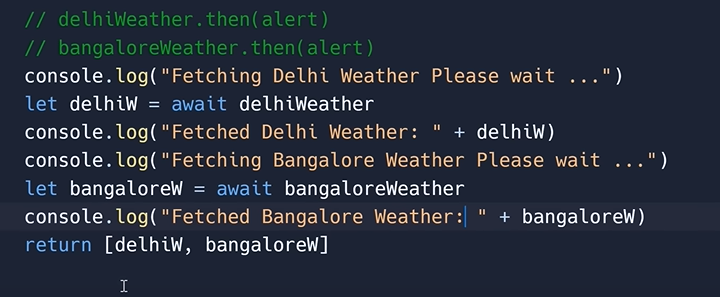 // delhiWeather.then(alert)
// bangaloreWeather.then(alert)
console.log("Fetching Delhi Weather Please wait ...")
let delhiW = await delhiWeather
console.log("Fetched Delhi Weather: " + delhiW)
console.log("Fetching Bangalore Weather Please wait ...")
let bangaloreW = await bangaloreWeather
console.log("Fetched Bangalore Weather: " + bangaloreW)
return [delhiW, bangaloreW]